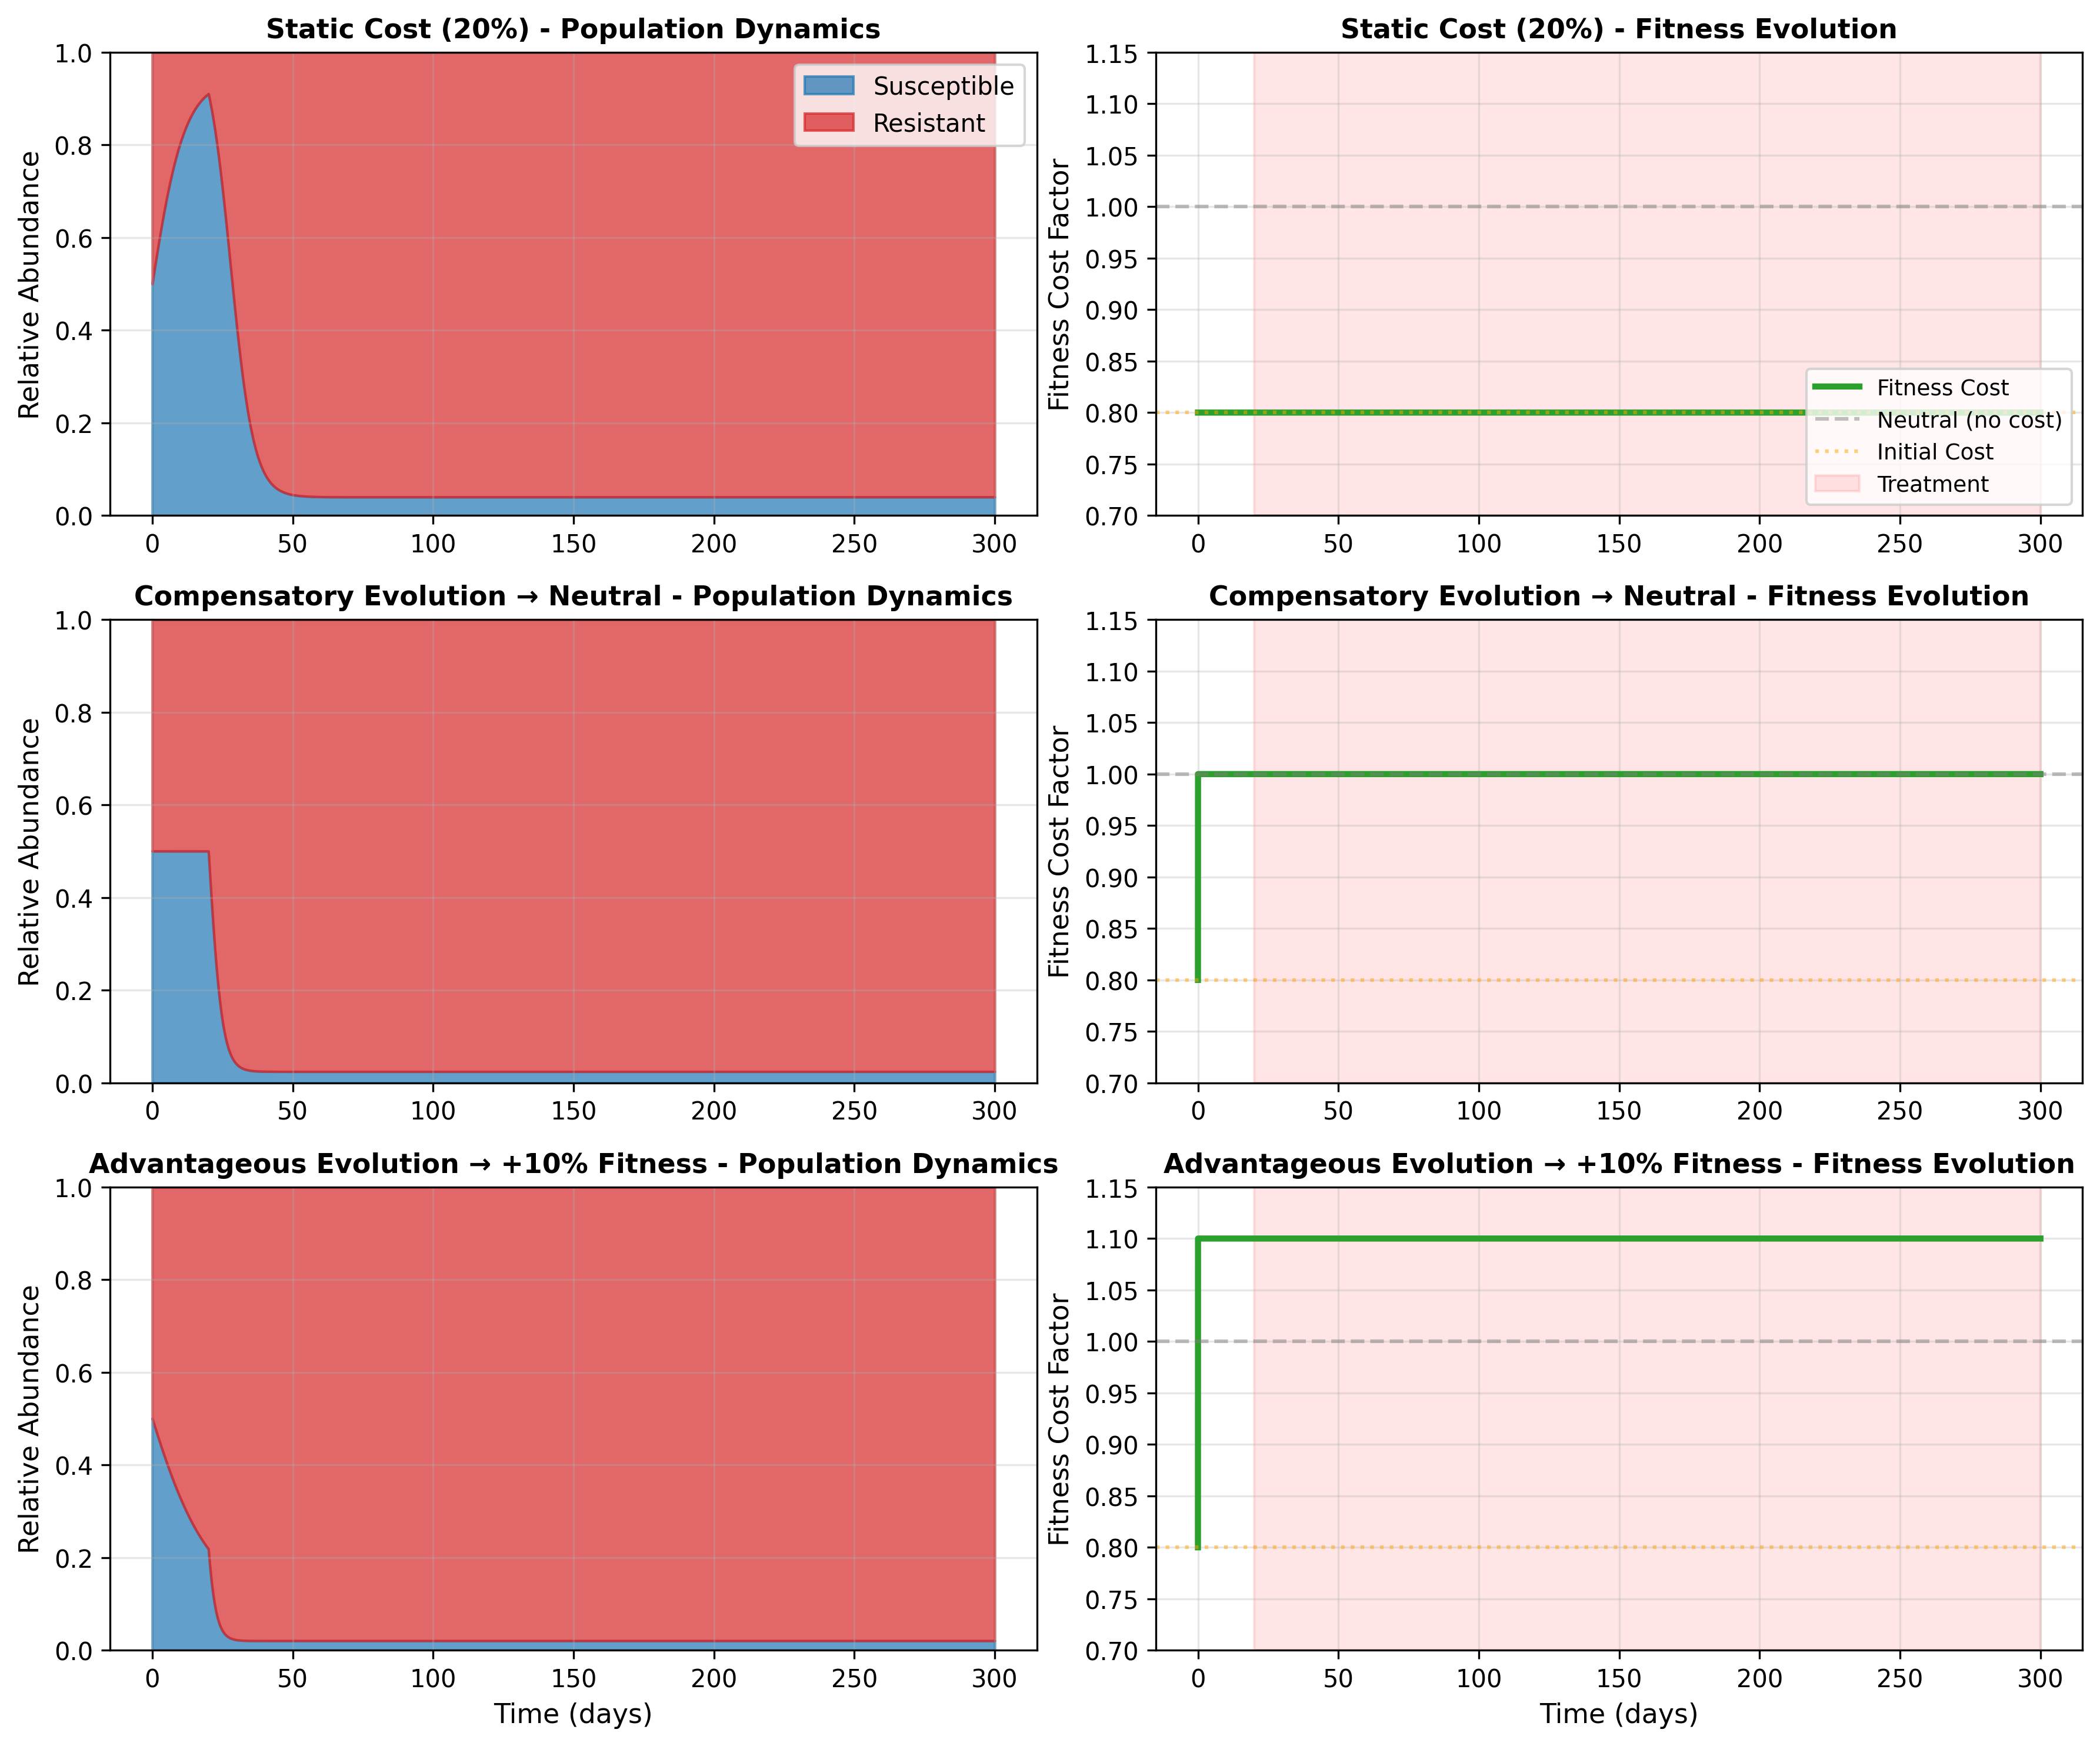 Static Cost (20%) - Population Dynamics
Relative Abundance
1.0
0.8
0.6
0.4
0.2
0.0
Susceptible
Resistant
0 50 100 150 200 250 300
Static Cost (20%) - Fitness Evolution
Fitness Cost Factor
1.15
1.10
1.05
1.00
0.95
0.90
0.85
0.80
0.75
0.70
Fitness Cost
Neutral (no cost)
Initial Cost
Treatment
0 50 100 150 200 250 300
Compensatory Evolution → Neutral - Population Dynamics
Relative Abundance
1.0
0.8
0.6
0.4
0.2
0.0
0 50 100 150 200 250 300
Compensatory Evolution → Neutral - Fitness Evolution
Fitness Cost Factor
1.15
1.10
1.05
1.00
0.95
0.90
0.85
0.80
0.75
0.70
0 50 100 150 200 250 300
Advantageous Evolution → +10% Fitness - Population Dynamics
Relative Abundance
1.0
0.8
0.6
0.4
0.2
0.0
0 50 100 150 200 250 300
Time (days)
Advantageous Evolution → +10% Fitness - Fitness Evolution
Fitness Cost Factor
1.15
1.10
1.05
1.00
0.95
0.90
0.85
0.80
0.75
0.70
0 50 100 150 200 250 300
Time (days)